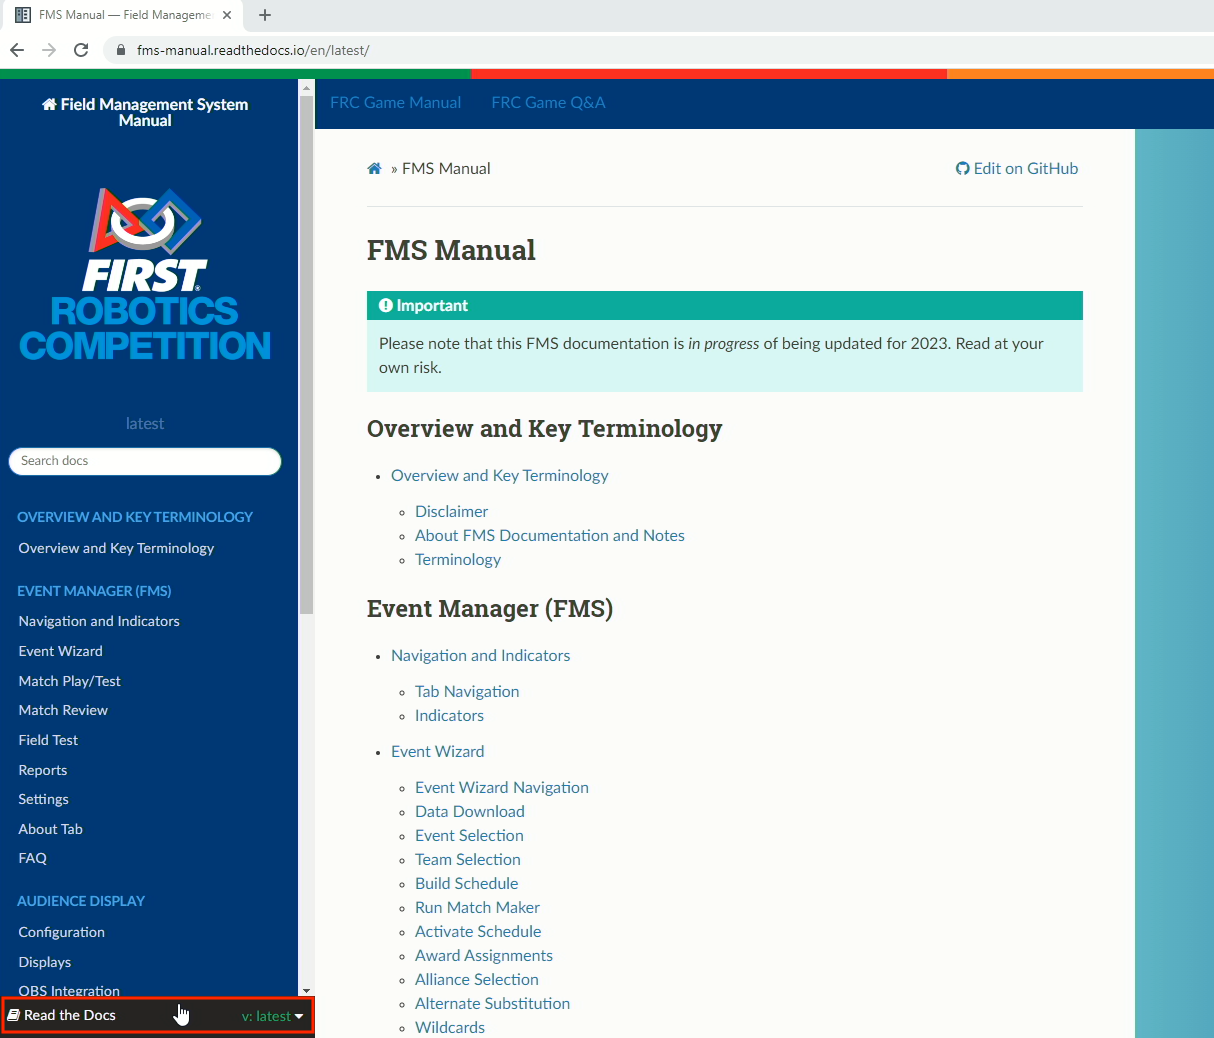 FMS Manual — Field Manageme
fms-manual.readthedocs.io/en/latest/
Field Management System
Manual
FIRST
ROBOTICS
COMPETITION
latest
Search docs
OVERVIEW AND KEY TERMINOLOGY
Overview and Key Terminology
EVENT MANAGER (FMS)
Navigation and Indicators
Event Wizard
Match Play/Test
Match Review
Field Test
Reports
Settings
About Tab
FAQ
AUDIENCE DISPLAY
Configuration
Displays
OBS Integration
Read the Docs v: latest
FRC Game Manual FRC Game Q&A
» FMS Manual Edit on GitHub
FMS Manual
Important
Please note that this FMS documentation is in progress of being updated for 2023. Read at your
own risk.
Overview and Key Terminology
Overview and Key Terminology
Disclaimer
About FMS Documentation and Notes
Terminology
Event Manager (FMS)
Navigation and Indicators
Tab Navigation
Indicators
Event Wizard
Event Wizard Navigation
Data Download
Event Selection
Team Selection
Build Schedule
Run Match Maker
Activate Schedule
Award Assignments
Alliance Selection
Alternate Substitution
Wildcards